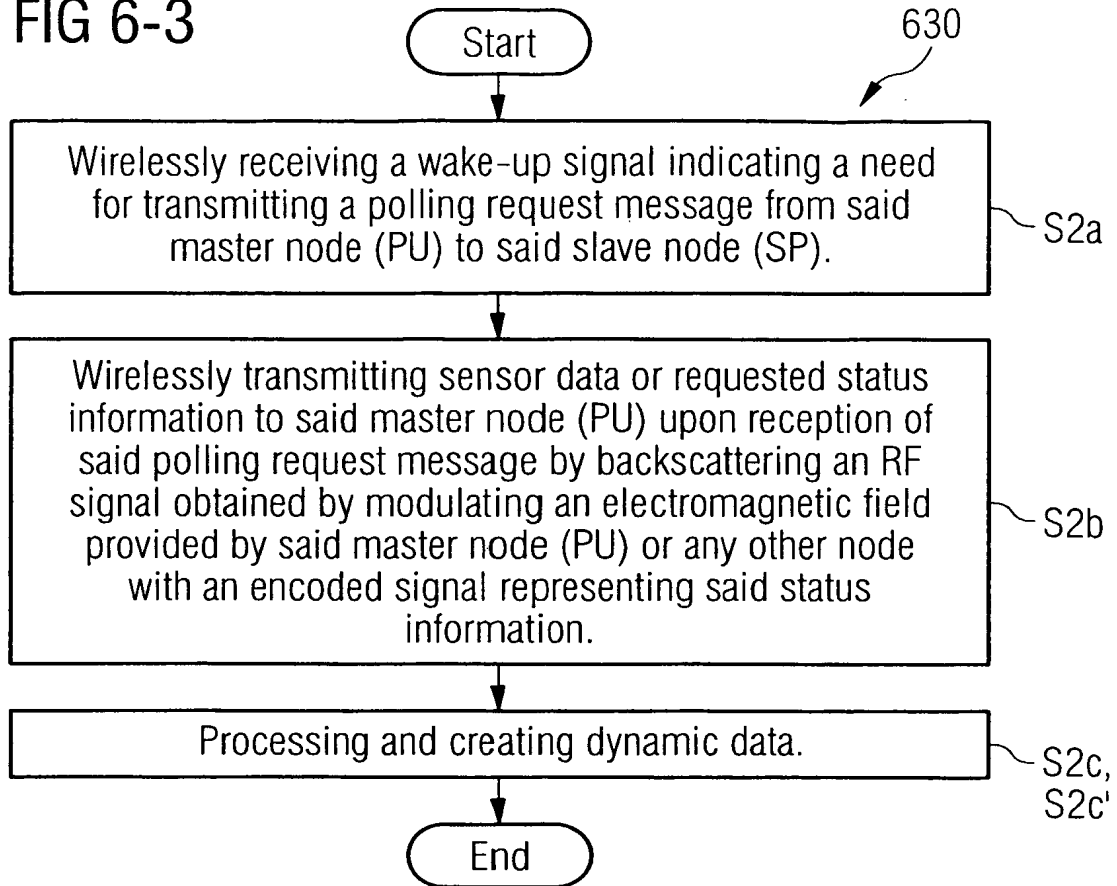 FIG 6-3
Start
630
Wirelessly receiving a wake-up signal indicating a need
for transmitting a polling request message from said
master node (PU) to said slave node (SP).
S2a
Wirelessly transmitting sensor data or requested status
information to said master node (PU) upon reception of
said polling request message by backscattering an RF
signal obtained by modulating an electromagnetic field
provided by said master node (PU) or any other node
with an encoded signal representing said status
information.
S2b
Processing and creating dynamic data.
S2c,
S2c'
End